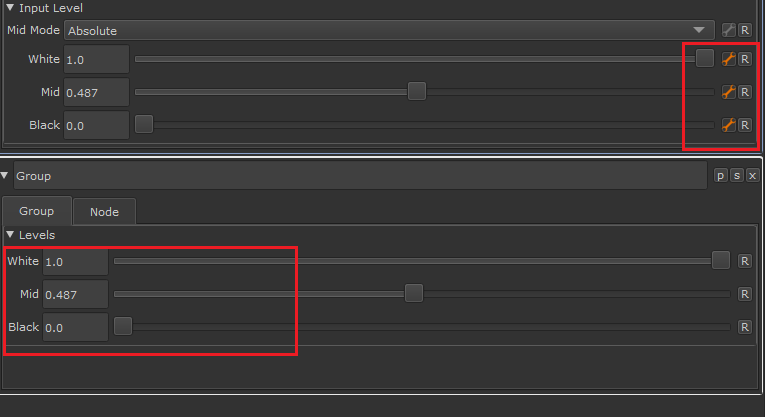 Input Level
Mid Mode Absolute R
White 1.0 R
Mid 0.487 R
Black 0.0 R
Group p s x
Group Node
Levels
White 1.0 R
Mid 0.487 R
Black 0.0 R